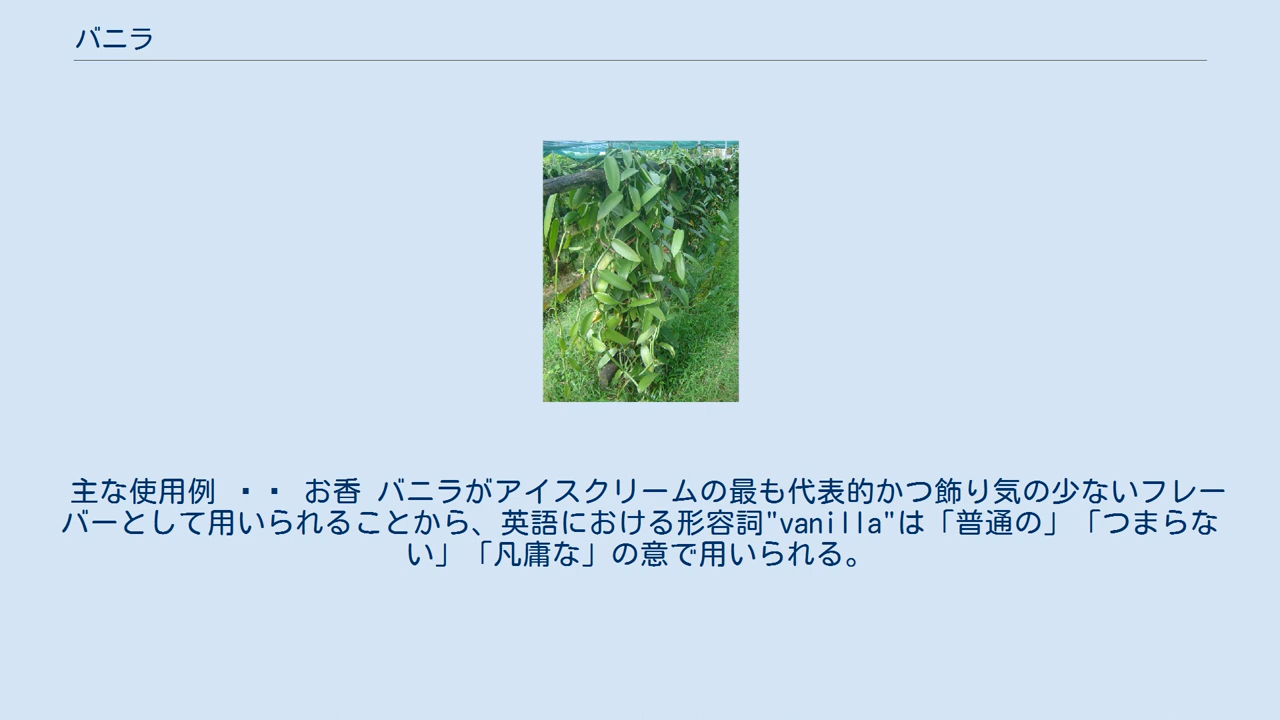 バニラ
主な使用例 ・・ お香 バニラがアイスクリームの最も代表的かつ飾り気の少ないフレー
バーとして用いられることから、英語における形容詞"vanilla"は「普通の」「つまらな
い」「凡庸な」の意で用いられる。